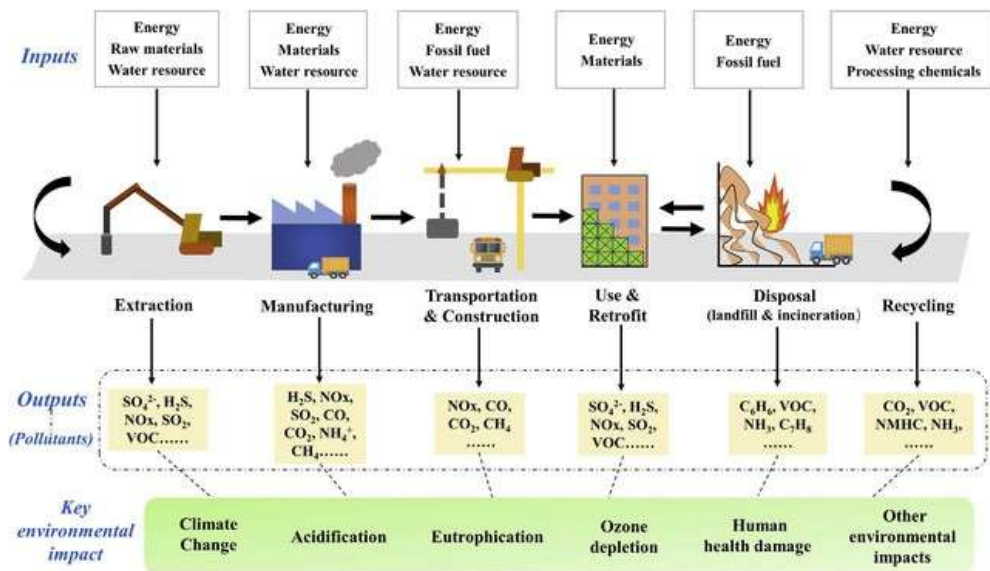 Inputs
Energy
Raw materials
Water resource
Energy
Materials
Water resource
Energy
Fossil fuel
Water resource
Energy
Materials
Energy
Fossil fuel
Energy
Water resource
Processing chemicals
Extraction
Manufacturing
Transportation
& Construction
Use &
Retrofit
Disposal
(landfill & incineration)
Recycling
Outputs
(Pollutants)
SO₄²⁻, H₂S,
NOx, SO₂,
VOC……
H₂S, NOx,
SO₂, CO,
CO₂, NH₄⁺,
CH₄……
NOx, CO,
CO₂, CH₄
……
SO₄²⁻, H₂S,
NOx, SO₂,
VOC……
C₆H₆, VOC,
NH₃, C₇H₈
……
CO₂, VOC,
NMHC, NH₃,
……
Key
environmental
impact
Climate
Change
Acidification
Eutrophication
Ozone
depletion
Human
health damage
Other
environmental
impacts